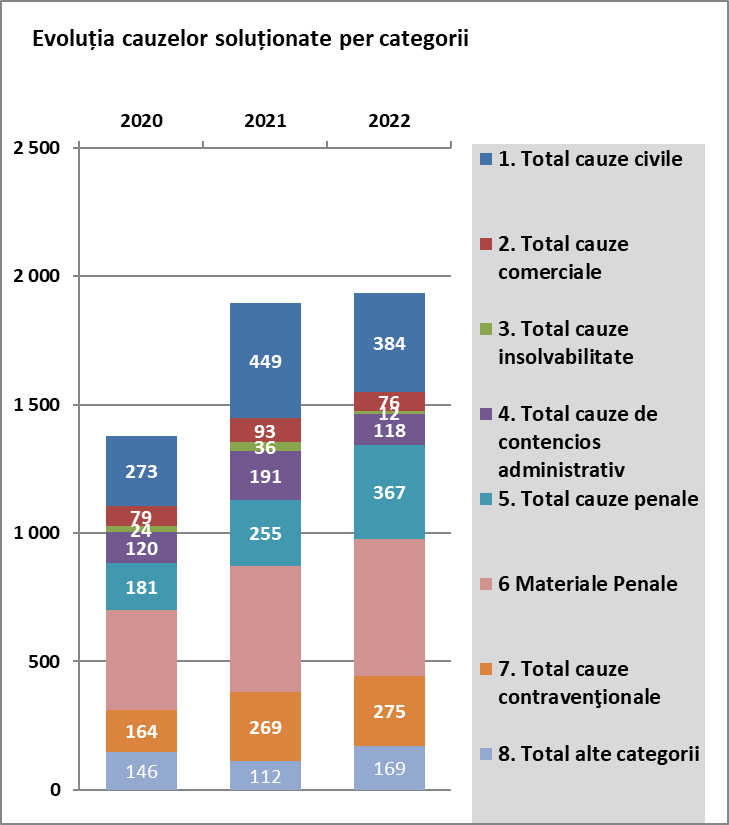 Evoluția cauzelor soluționate per categorii
2020 2021 2022
2 500
2 000
1 500
1 000
500
0
273
79
24
120
181
164
146
449
93
36
191
255
269
112
384
76
12
118
367
275
169
1. Total cauze civile
2. Total cauze
comerciale
3. Total cauze
insolvabilitate
4. Total cauze de
contencios
administrativ
5. Total cauze penale
6 Materiale Penale
7. Total cauze
contravenţionale
8. Total alte categorii